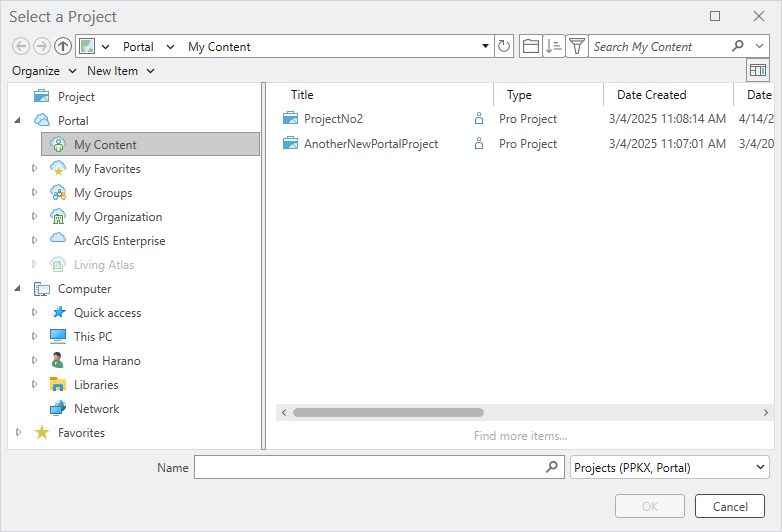 Select a Project
Portal My Content
Search My Content
Organize New Item
Project
Portal
My Content
My Favorites
My Groups
My Organization
ArcGIS Enterprise
Living Atlas
Computer
Quick access
This PC
Uma Harano
Libraries
Network
Favorites
Title Type Date Created Date
ProjectNo2 Pro Project 3/4/2025 11:08:14 AM 4/14/2
AnotherNewPortalProject Pro Project 3/4/2025 11:07:01 AM 3/4/20
Find more items...
Name
Projects (PPKX, Portal)
OK Cancel